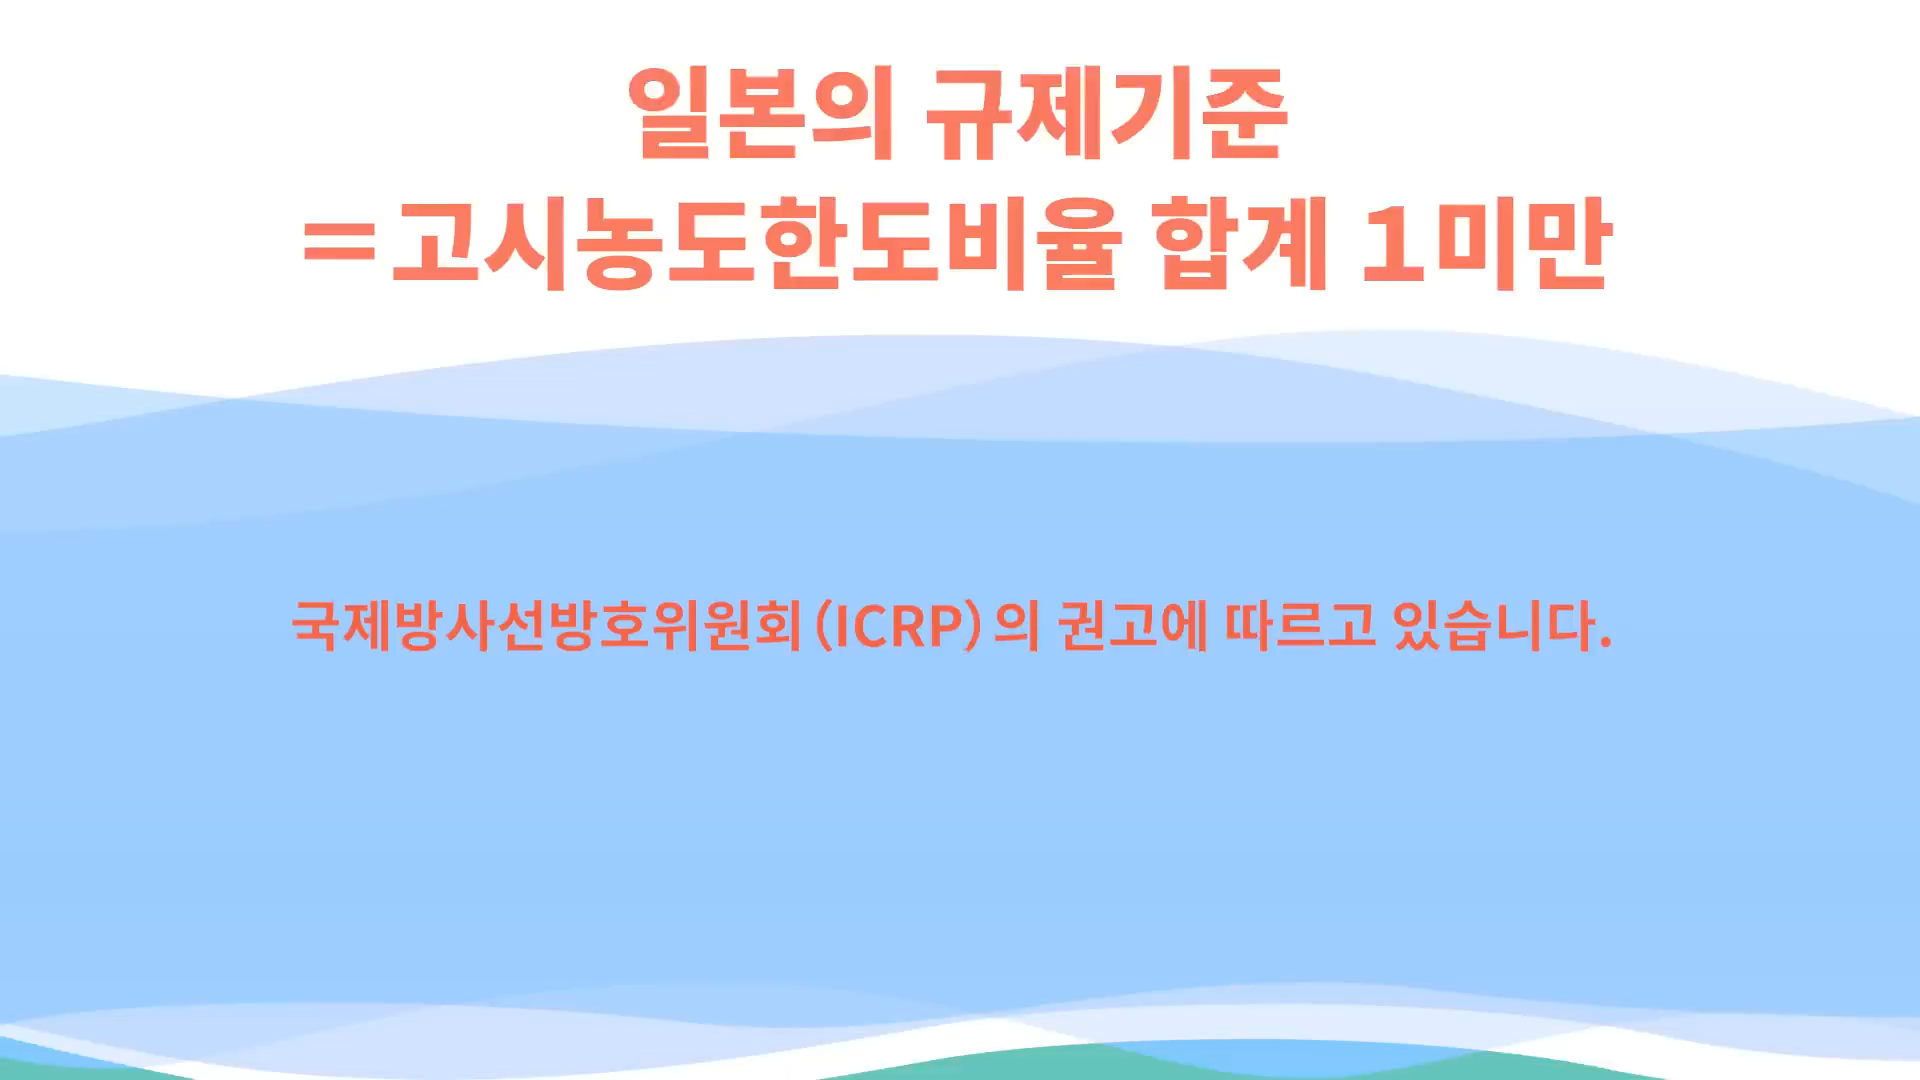 일본의 규제기준
=고시농도한도비율 합계 1미만
국제방사선방호위원회(ICRP)의 권고에 따르고 있습니다.